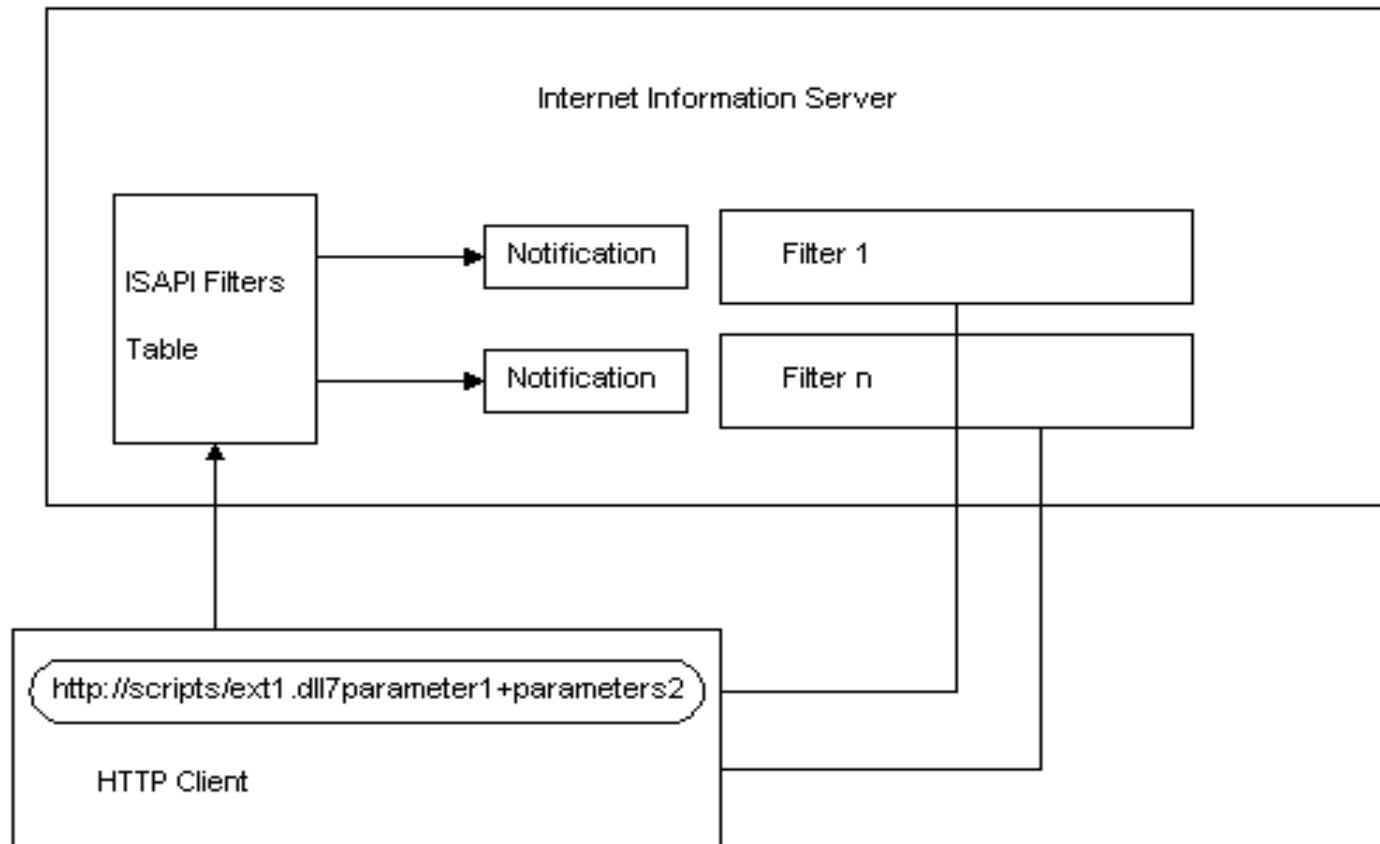 Internet Information Server
ISAPI Filters
Table
Notification
Filter 1
Notification
Filter n
http://scripts/ext1.dll7parameter1+parameters2
HTTP Client